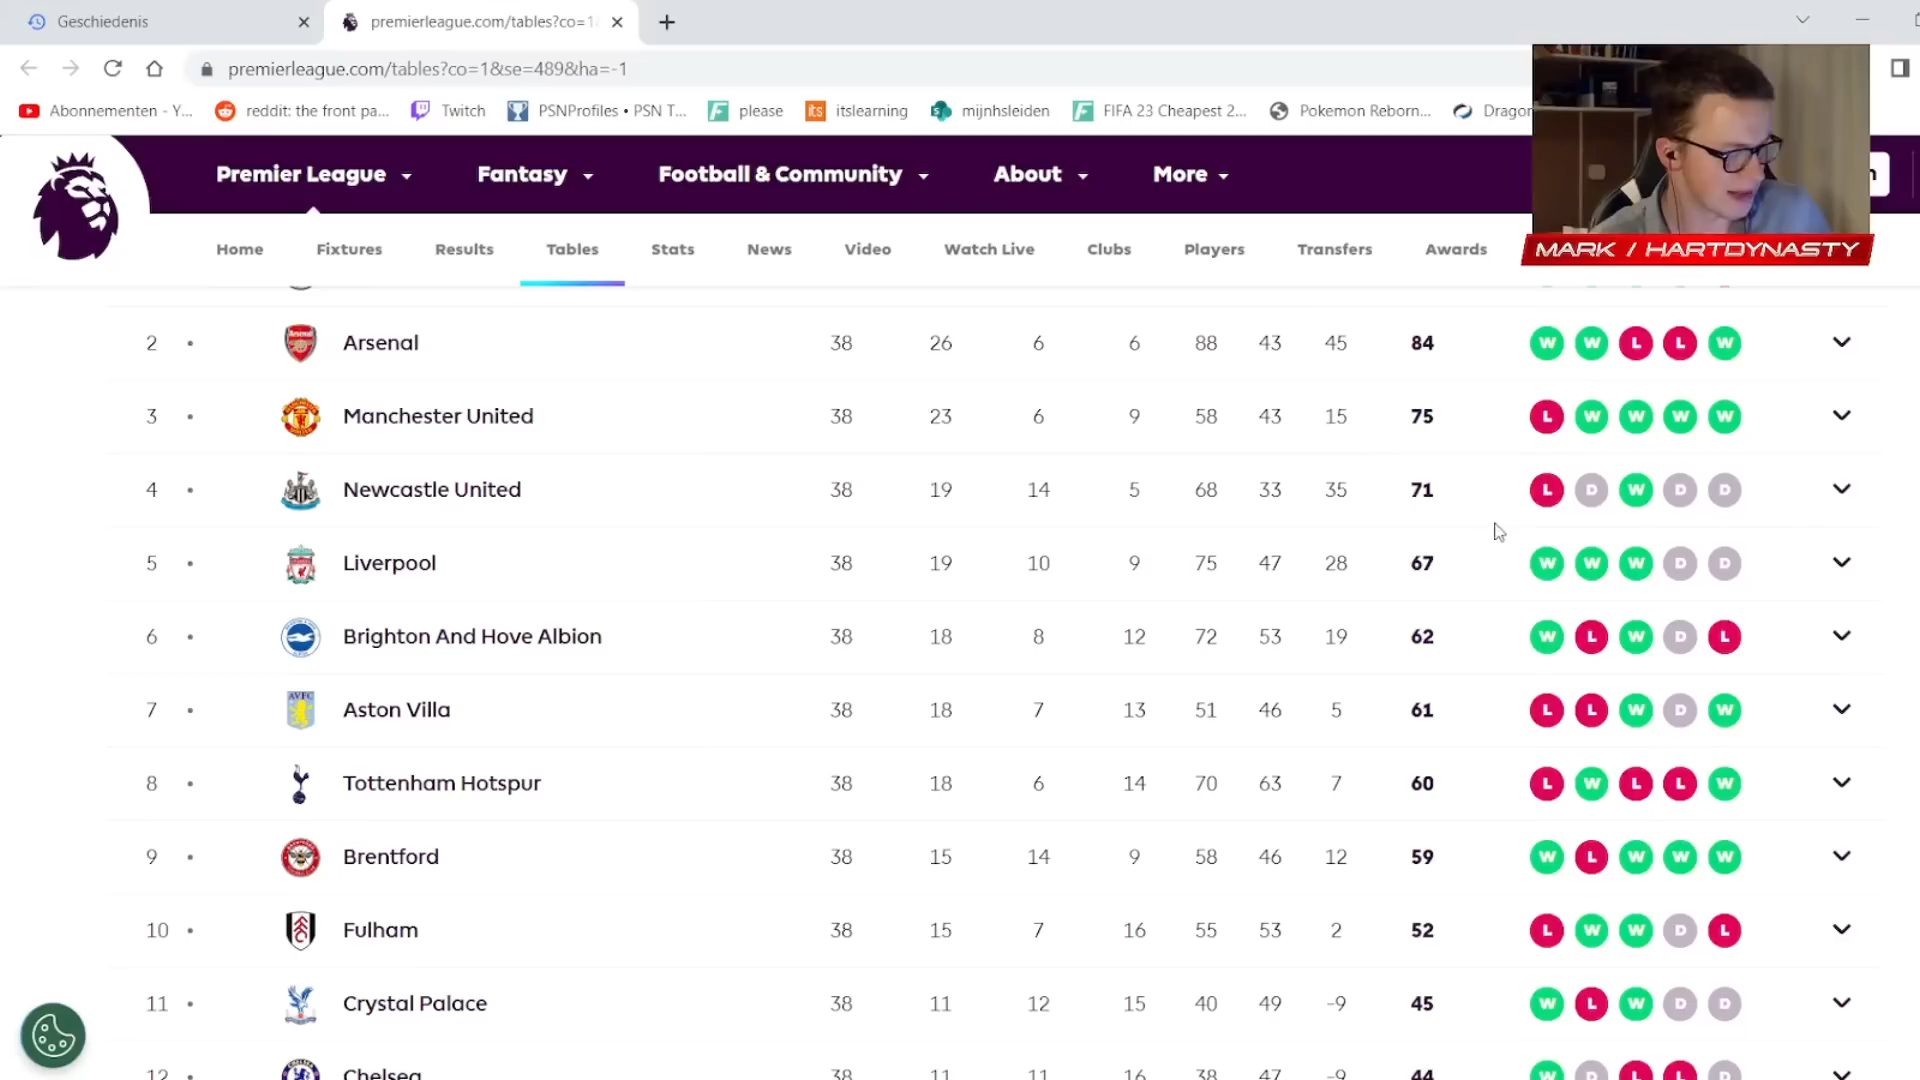 Geschiedenis
premierleague.com/tables?co=1
premierleague.com/tables?co=1&se=489&ha=-1
Abonnementen - Y... reddit: the front pa... Twitch PSNProfiles • PSN T... please its itslearning mijnhsleiden FIFA 23 Cheapest 2... Pokemon Reborn... Dragon
Premier League Fantasy Football & Community About More
Home Fixtures Results Tables Stats News Video Watch Live Clubs Players Transfers Awards
MARK / HARTDYNASTY
2 • Arsenal 38 26 6 6 88 43 45 84 W W L L W
3 • Manchester United 38 23 6 9 58 43 15 75 L W W W W
4 • Newcastle United 38 19 14 5 68 33 35 71 L D W D D
5 • Liverpool 38 19 10 9 75 47 28 67 W W W D D
6 • Brighton And Hove Albion 38 18 8 12 72 53 19 62 W L W D L
7 • AVFC Aston Villa 38 18 7 13 51 46 5 61 L L W D W
8 • Tottenham Hotspur 38 18 6 14 70 63 7 60 L W L L W
9 • Brentford 38 15 14 9 58 46 12 59 W L W W W
10 • Fulham 38 15 7 16 55 53 2 52 L W W D L
11 • Crystal Palace 38 11 12 15 40 49 -9 45 W L W D D
12 • Chelsea 38 11 11 16 38 47 -9 44 W D L L D